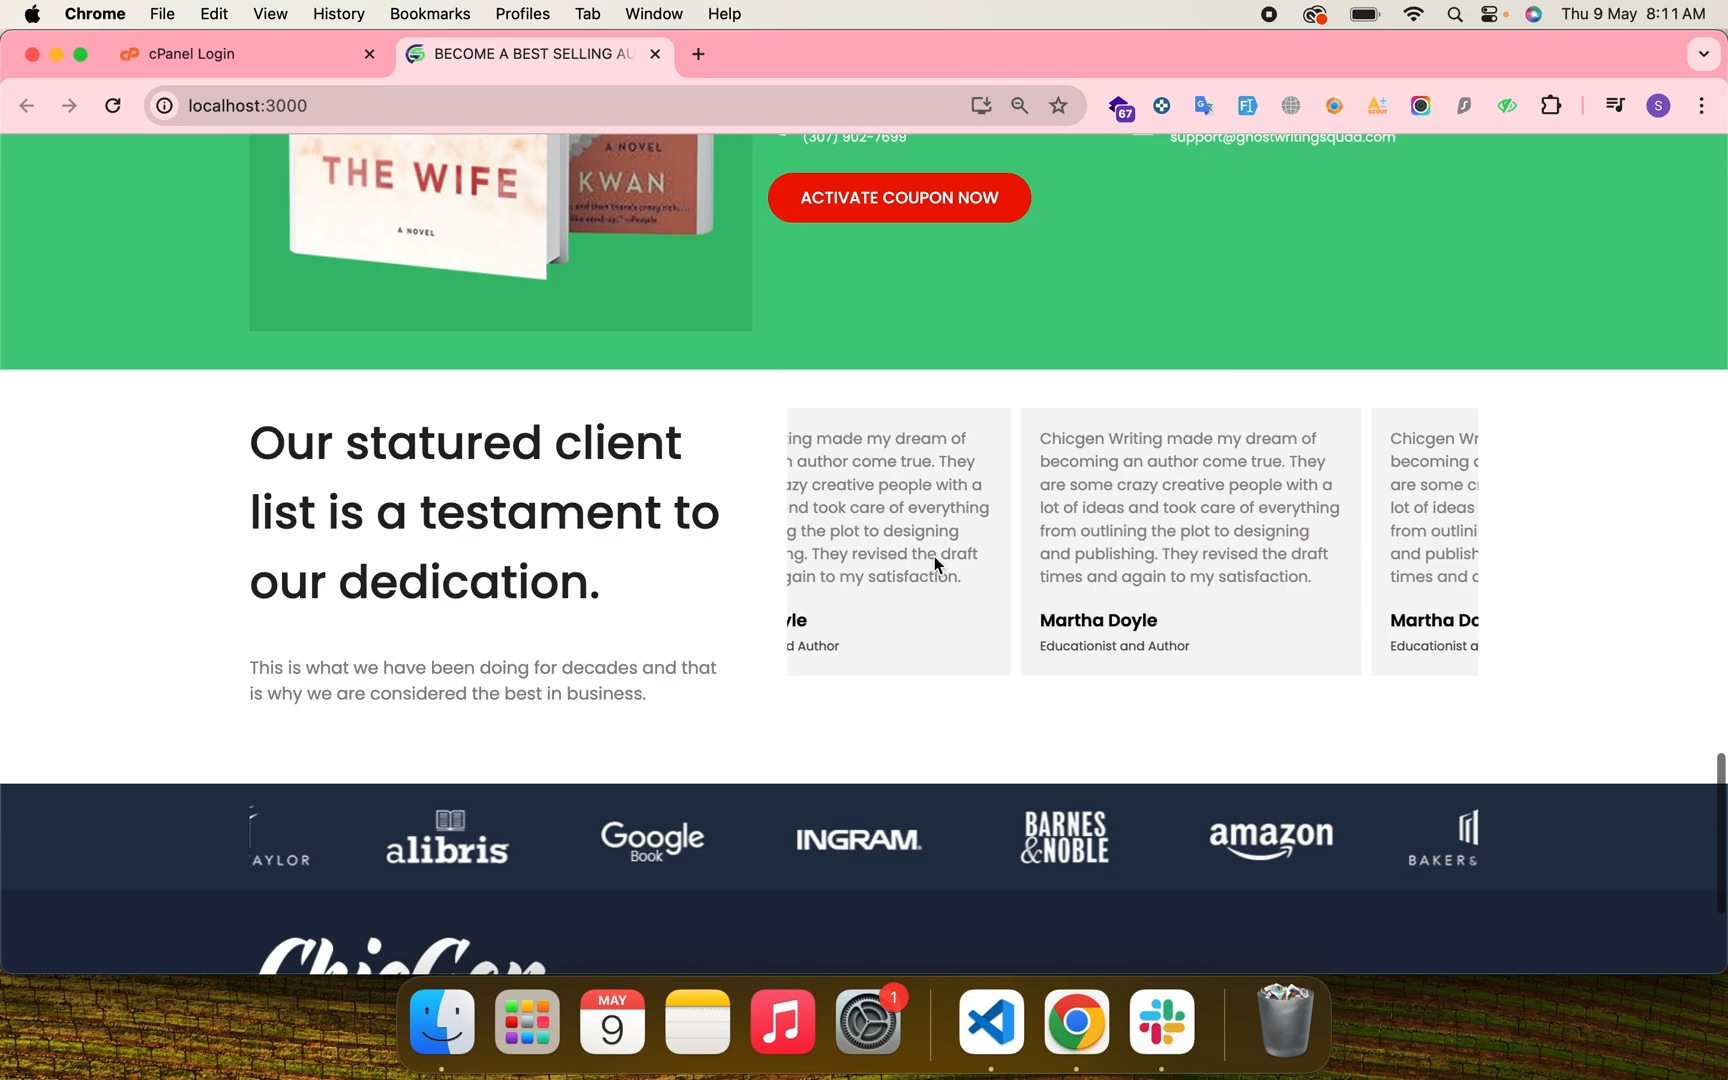 Chrome File Edit View History Bookmarks Profiles Tab Window Help Thu 9 May 8:11 AM
cPanel Login BECOME A BEST SELLING AU
localhost:3000 67 S
(307) 902-7699 support@ghostwritingsquad.com
THE WIFE
A NOVEL
A NOVEL
KWAN
ACTIVATE COUPON NOW
Our statured client
list is a testament to
our dedication.
This is what we have been doing for decades and that
is why we are considered the best in business.
ing made my dream of
n author come true. They
azy creative people with a
nd took care of everything
g the plot to designing
ng. They revised the draft
gain to my satisfaction.
yle
d Author
Chicgen Writing made my dream of
becoming an author come true. They
are some crazy creative people with a
lot of ideas and took care of everything
from outlining the plot to designing
and publishing. They revised the draft
times and again to my satisfaction.
Martha Doyle
Educationist and Author
Chicgen Wr
becoming a
are some cr
lot of ideas
from outlini
and publish
times and a
Martha Do
Educationist a
AYLOR
alibris
Google
Book
INGRAM
BARNES
&NOBLE
amazon
BAKER &
ChicGen
MAY
9
1